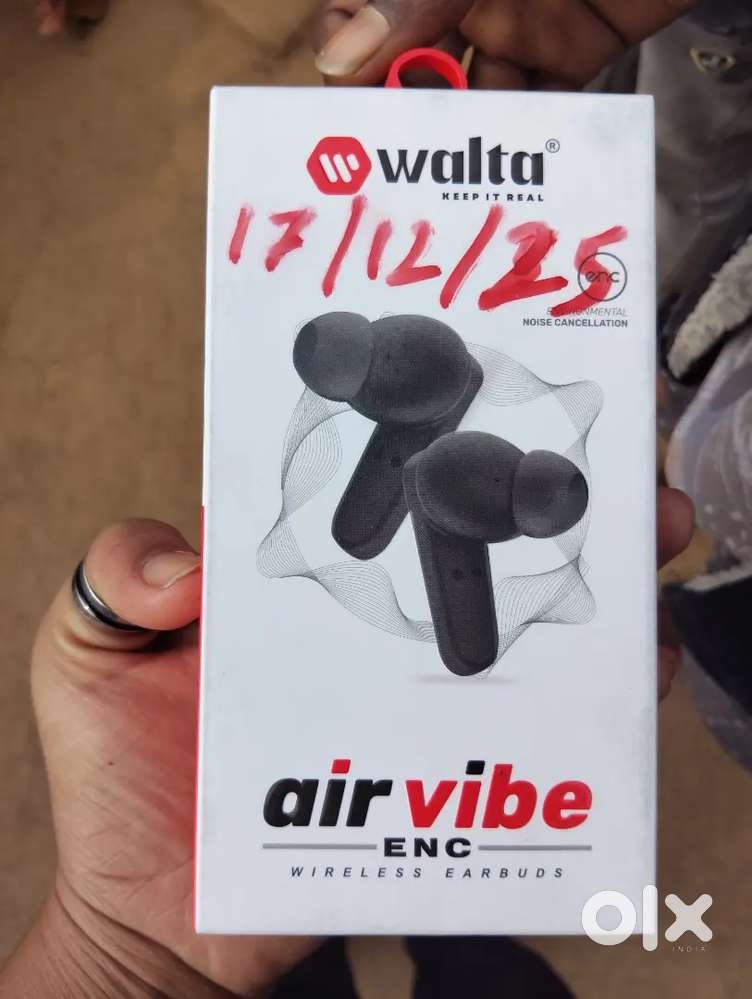 walta®
KEEP IT REAL
17/12/25
enc
ENVIRONMENTAL
NOISE CANCELLATION
air vibe
ENC
WIRELESS EARBUDS
olx
INDIA